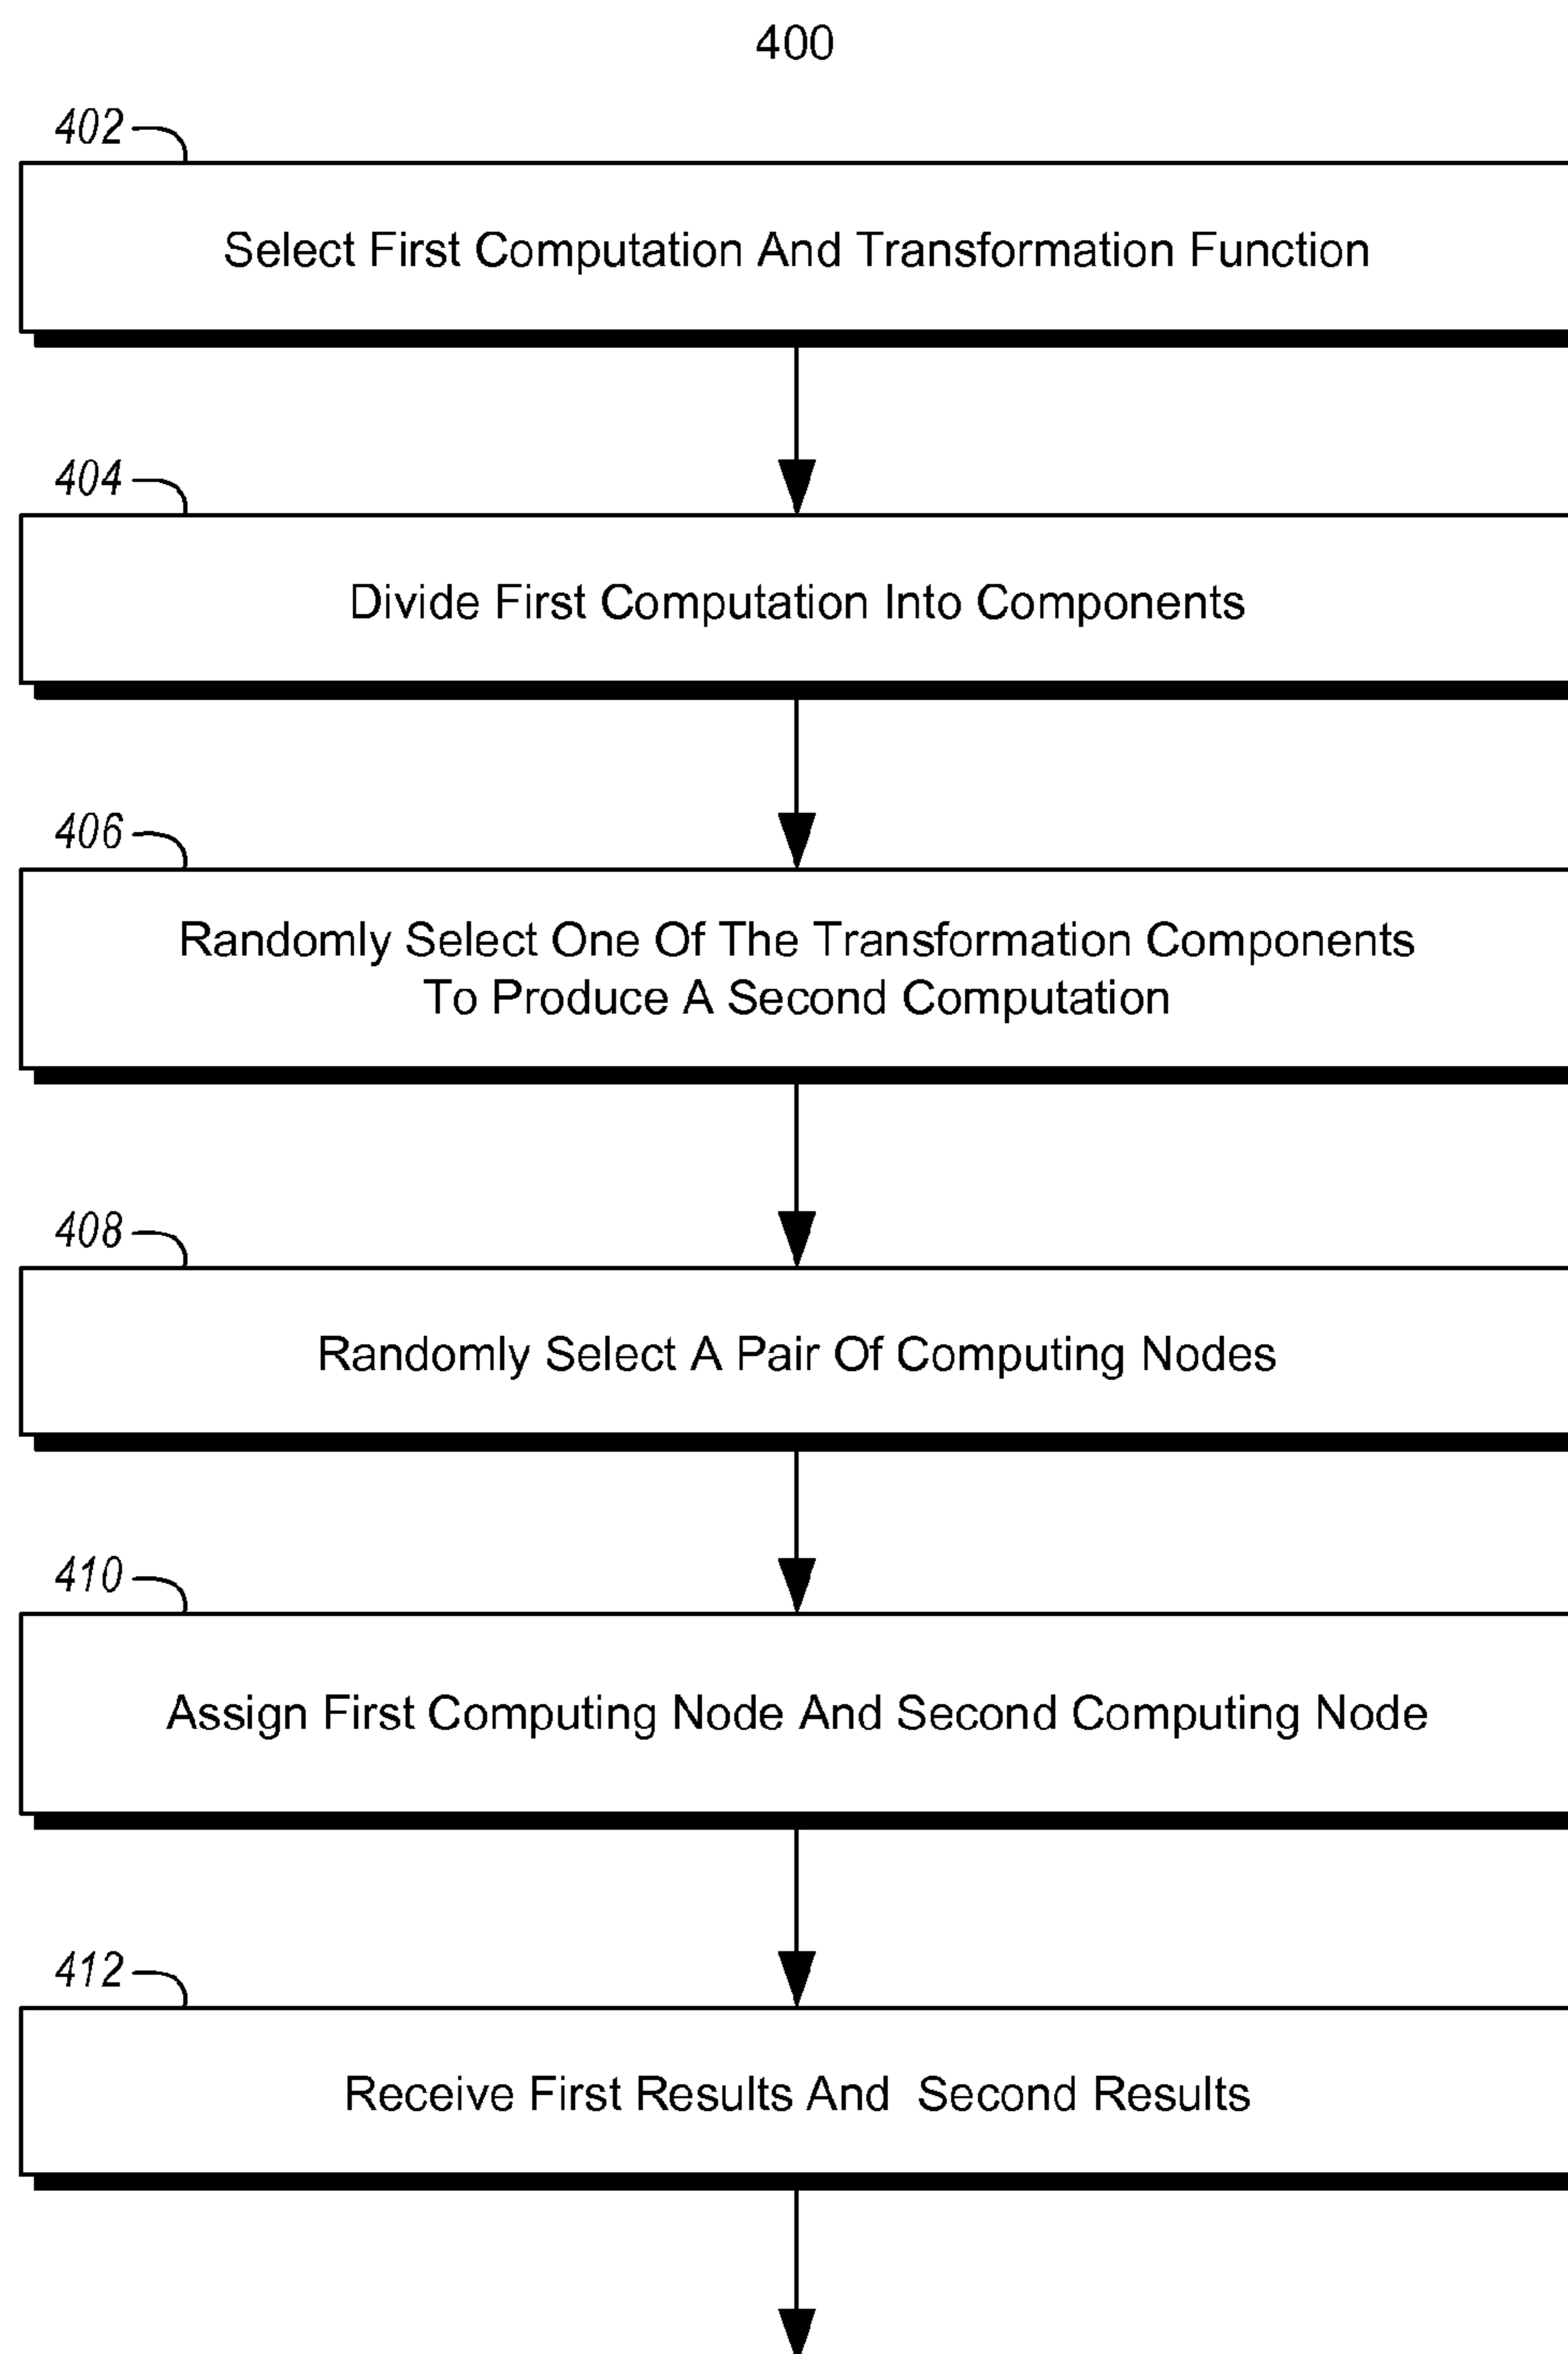 400
402
Select First Computation And Transformation Function
404
Divide First Computation Into Components
406
Randomly Select One Of The Transformation Components
To Produce A Second Computation
408
Randomly Select A Pair Of Computing Nodes
410
Assign First Computing Node And Second Computing Node
412
Receive First Results And Second Results